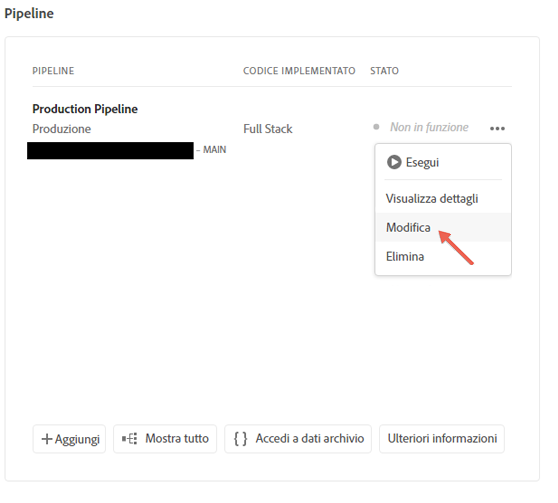 Pipeline
PIPELINE CODICE IMPLEMENTATO STATO
Production Pipeline
Produzione Full Stack Non in funzione
– MAIN
Esegui
Visualizza dettagli
Modifica
Elimina
Aggiungi Mostra tutto Accedi a dati archivio Ulteriori informazioni